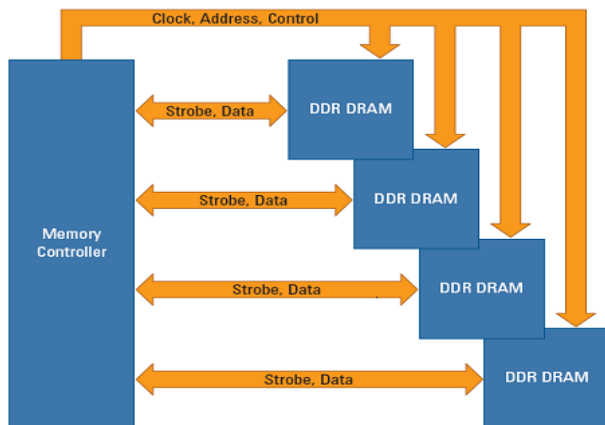 Clock, Address, Control
DDR DRAM
Strobe, Data
DDR DRAM
Strobe, Data
Memory
Controller
DDR DRAM
Strobe, Data
DDR DRAM
Strobe, Data